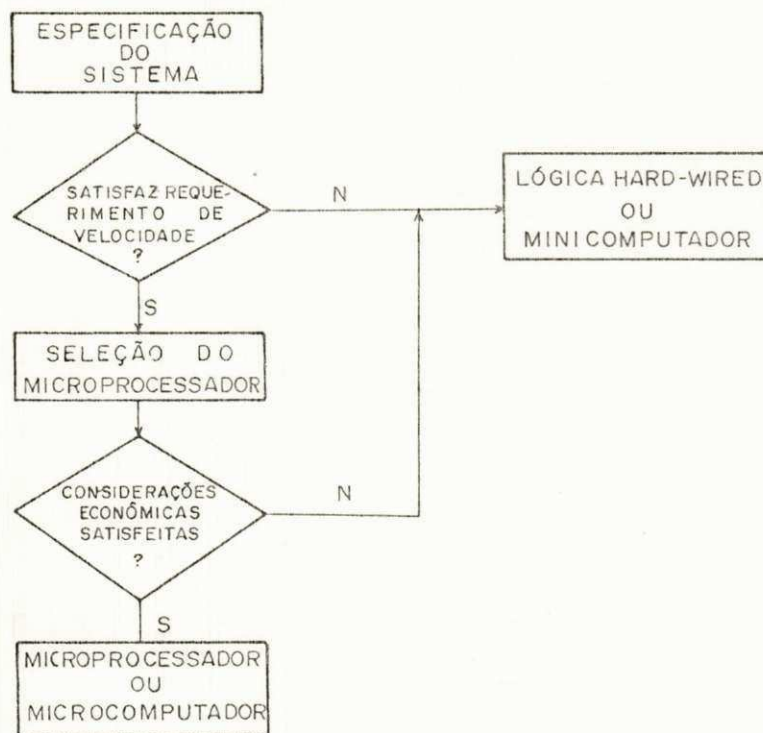 ESPECIFICAÇÃO
DO
SISTEMA
SATISFAZ REQUE-
RIMENTO DE
VELOCIDADE
?
N
LÓGICA HARD-WIRED
OU
MINICOMPUTADOR
S
SELEÇÃO DO
MICROPROCESSADOR
CONSIDERAÇÕES
ECONÔMICAS
SATISFEITAS
?
N
S
MICROPROCESSADOR
OU
MICROCOMPUTADOR